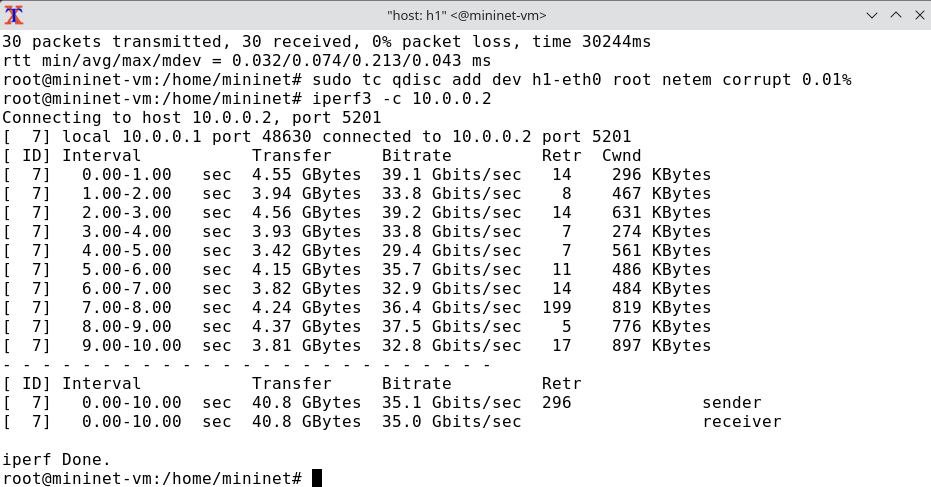 "host: h1" <@mininet-vm>
30 packets transmitted, 30 received, 0% packet loss, time 30244ms
rtt min/avg/max/mdev = 0.032/0.074/0.213/0.043 ms
root@mininet-vm:/home/mininet# sudo tc qdisc add dev h1-eth0 root netem corrupt 0.01%
root@mininet-vm:/home/mininet# iperf3 -c 10.0.0.2
Connecting to host 10.0.0.2, port 5201
[  7] local 10.0.0.1 port 48630 connected to 10.0.0.2 port 5201
[ ID] Interval           Transfer     Bitrate         Retr  Cwnd
[  7]   0.00-1.00   sec  4.55 GBytes  39.1 Gbits/sec   14    296 KBytes
[  7]   1.00-2.00   sec  3.94 GBytes  33.8 Gbits/sec    8    467 KBytes
[  7]   2.00-3.00   sec  4.56 GBytes  39.2 Gbits/sec   14    631 KBytes
[  7]   3.00-4.00   sec  3.93 GBytes  33.8 Gbits/sec    7    274 KBytes
[  7]   4.00-5.00   sec  3.42 GBytes  29.4 Gbits/sec    7    561 KBytes
[  7]   5.00-6.00   sec  4.15 GBytes  35.7 Gbits/sec   11    486 KBytes
[  7]   6.00-7.00   sec  3.82 GBytes  32.9 Gbits/sec   14    484 KBytes
[  7]   7.00-8.00   sec  4.24 GBytes  36.4 Gbits/sec  199    819 KBytes
[  7]   8.00-9.00   sec  4.37 GBytes  37.5 Gbits/sec    5    776 KBytes
[  7]   9.00-10.00  sec  3.81 GBytes  32.8 Gbits/sec   17    897 KBytes
- - - - - - - - - - - - - - - - - - - - - - - - -
[ ID] Interval           Transfer     Bitrate         Retr
[  7]   0.00-10.00  sec  40.8 GBytes  35.1 Gbits/sec  296             sender
[  7]   0.00-10.00  sec  40.8 GBytes  35.0 Gbits/sec                  receiver
iperf Done.
root@mininet-vm:/home/mininet#